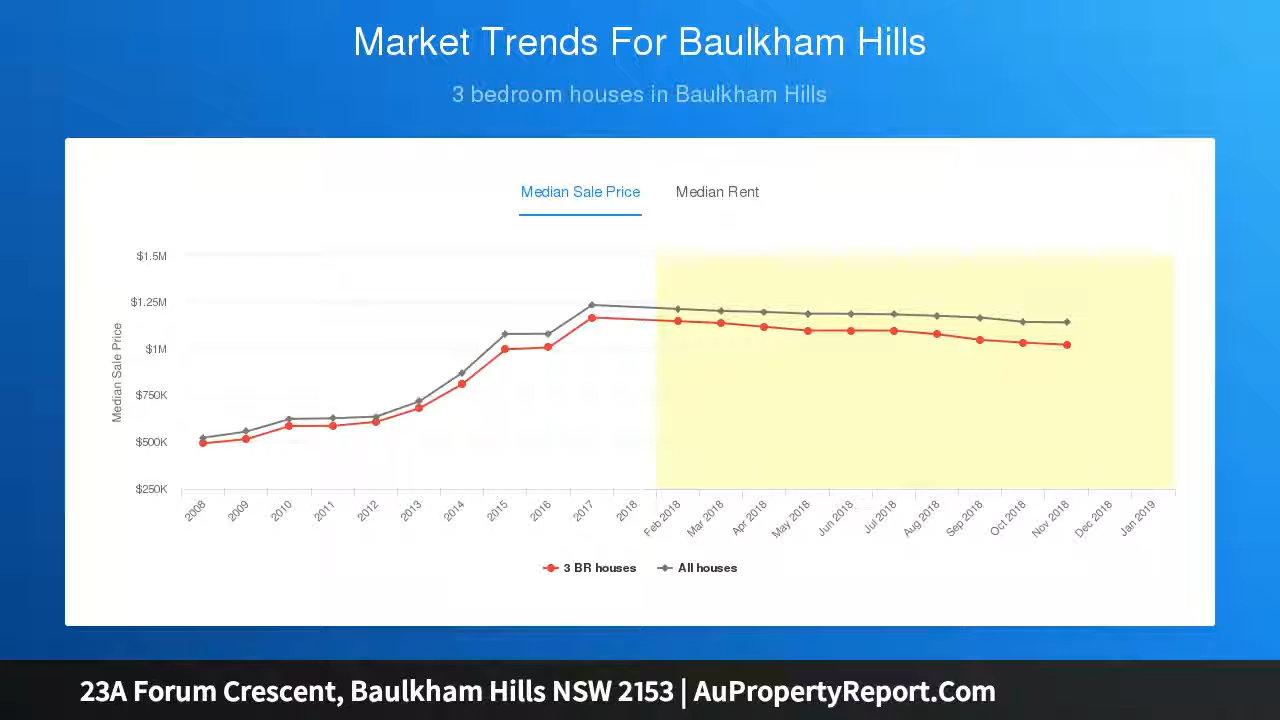 Market Trends For Baulkham Hills
3 bedroom houses in Baulkham Hills
Median Sale Price
Median Rent
Median Sale Price
$1.5M
$1.25M
$1M
$750K
$500K
$250K
2008
2009
2010
2011
2012
2013
2014
2015
2016
2017
2018
Feb 2018
Mar 2018
Apr 2018
May 2018
Jun 2018
Jul 2018
Aug 2018
Sep 2018
Oct 2018
Nov 2018
Dec 2018
Jan 2019
3 BR houses
All houses
23A Forum Crescent, Baulkham Hills NSW 2153 | AuPropertyReport.Com